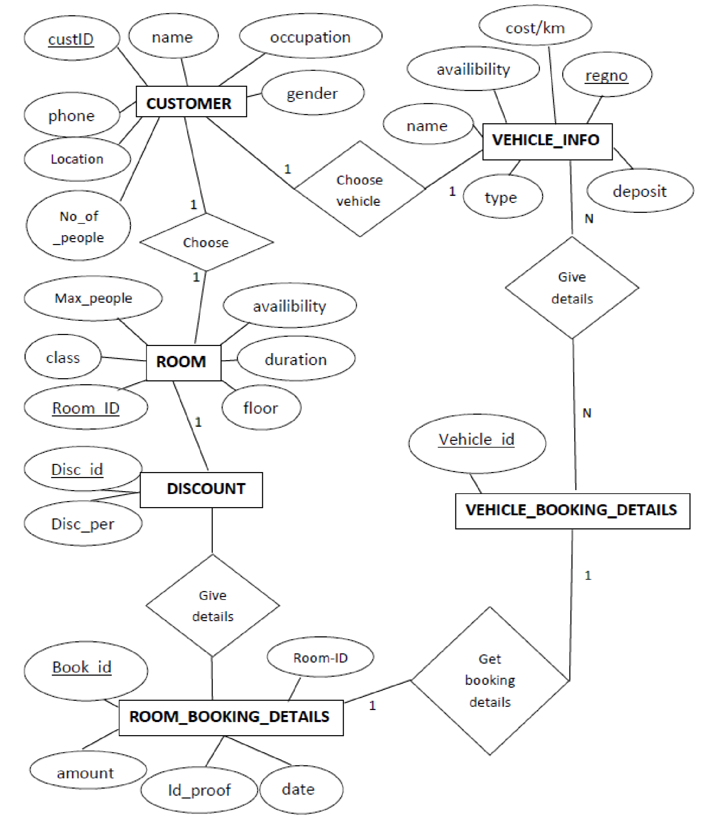 cost/km
custID
name
occupation
availibility
regno
CUSTOMER
gender
phone
name
VEHICLE_INFO
Location
1
Choose
vehicle
1
type
deposit
No_of
_people
1
Choose
N
1
Give
details
Max_people
availibility
class
ROOM
duration
Room_ID
floor
1
N
Vehicle_id
Disc_id
DISCOUNT
Disc_per
VEHICLE_BOOKING_DETAILS
1
Give
details
Book_id
Room-ID
Get
booking
details
1
ROOM_BOOKING_DETAILS
amount
Id_proof
date